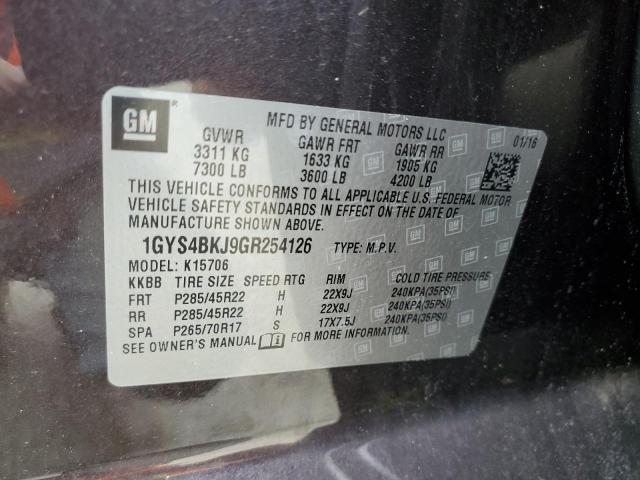 GM
MFD BY GENERAL MOTORS LLC
01/16
GVWR GAWR FRT GAWR RR
3311 KG 1633 KG 1905 KG
7300 LB 3600 LB 4200 LB
THIS VEHICLE CONFORMS TO ALL APPLICABLE U.S. FEDERAL MOTOR
VEHICLE SAFETY STANDARDS IN EFFECT ON THE DATE OF
MANUFACTURE SHOWN ABOVE.
1GYS4BKJ9GR254126 TYPE: M.P.V.
MODEL: K15706
KKBB TIRE SIZE SPEED RTG RIM COLD TIRE PRESSURE
FRT P285/45R22 H 22X9J 240KPA(35PSI)
RR P285/45R22 H 22X9J 240KPA(35PSI)
SPA P265/70R17 S 17X7.5J 240KPA(35PSI)
SEE OWNER'S MANUAL FOR MORE INFORMATION.